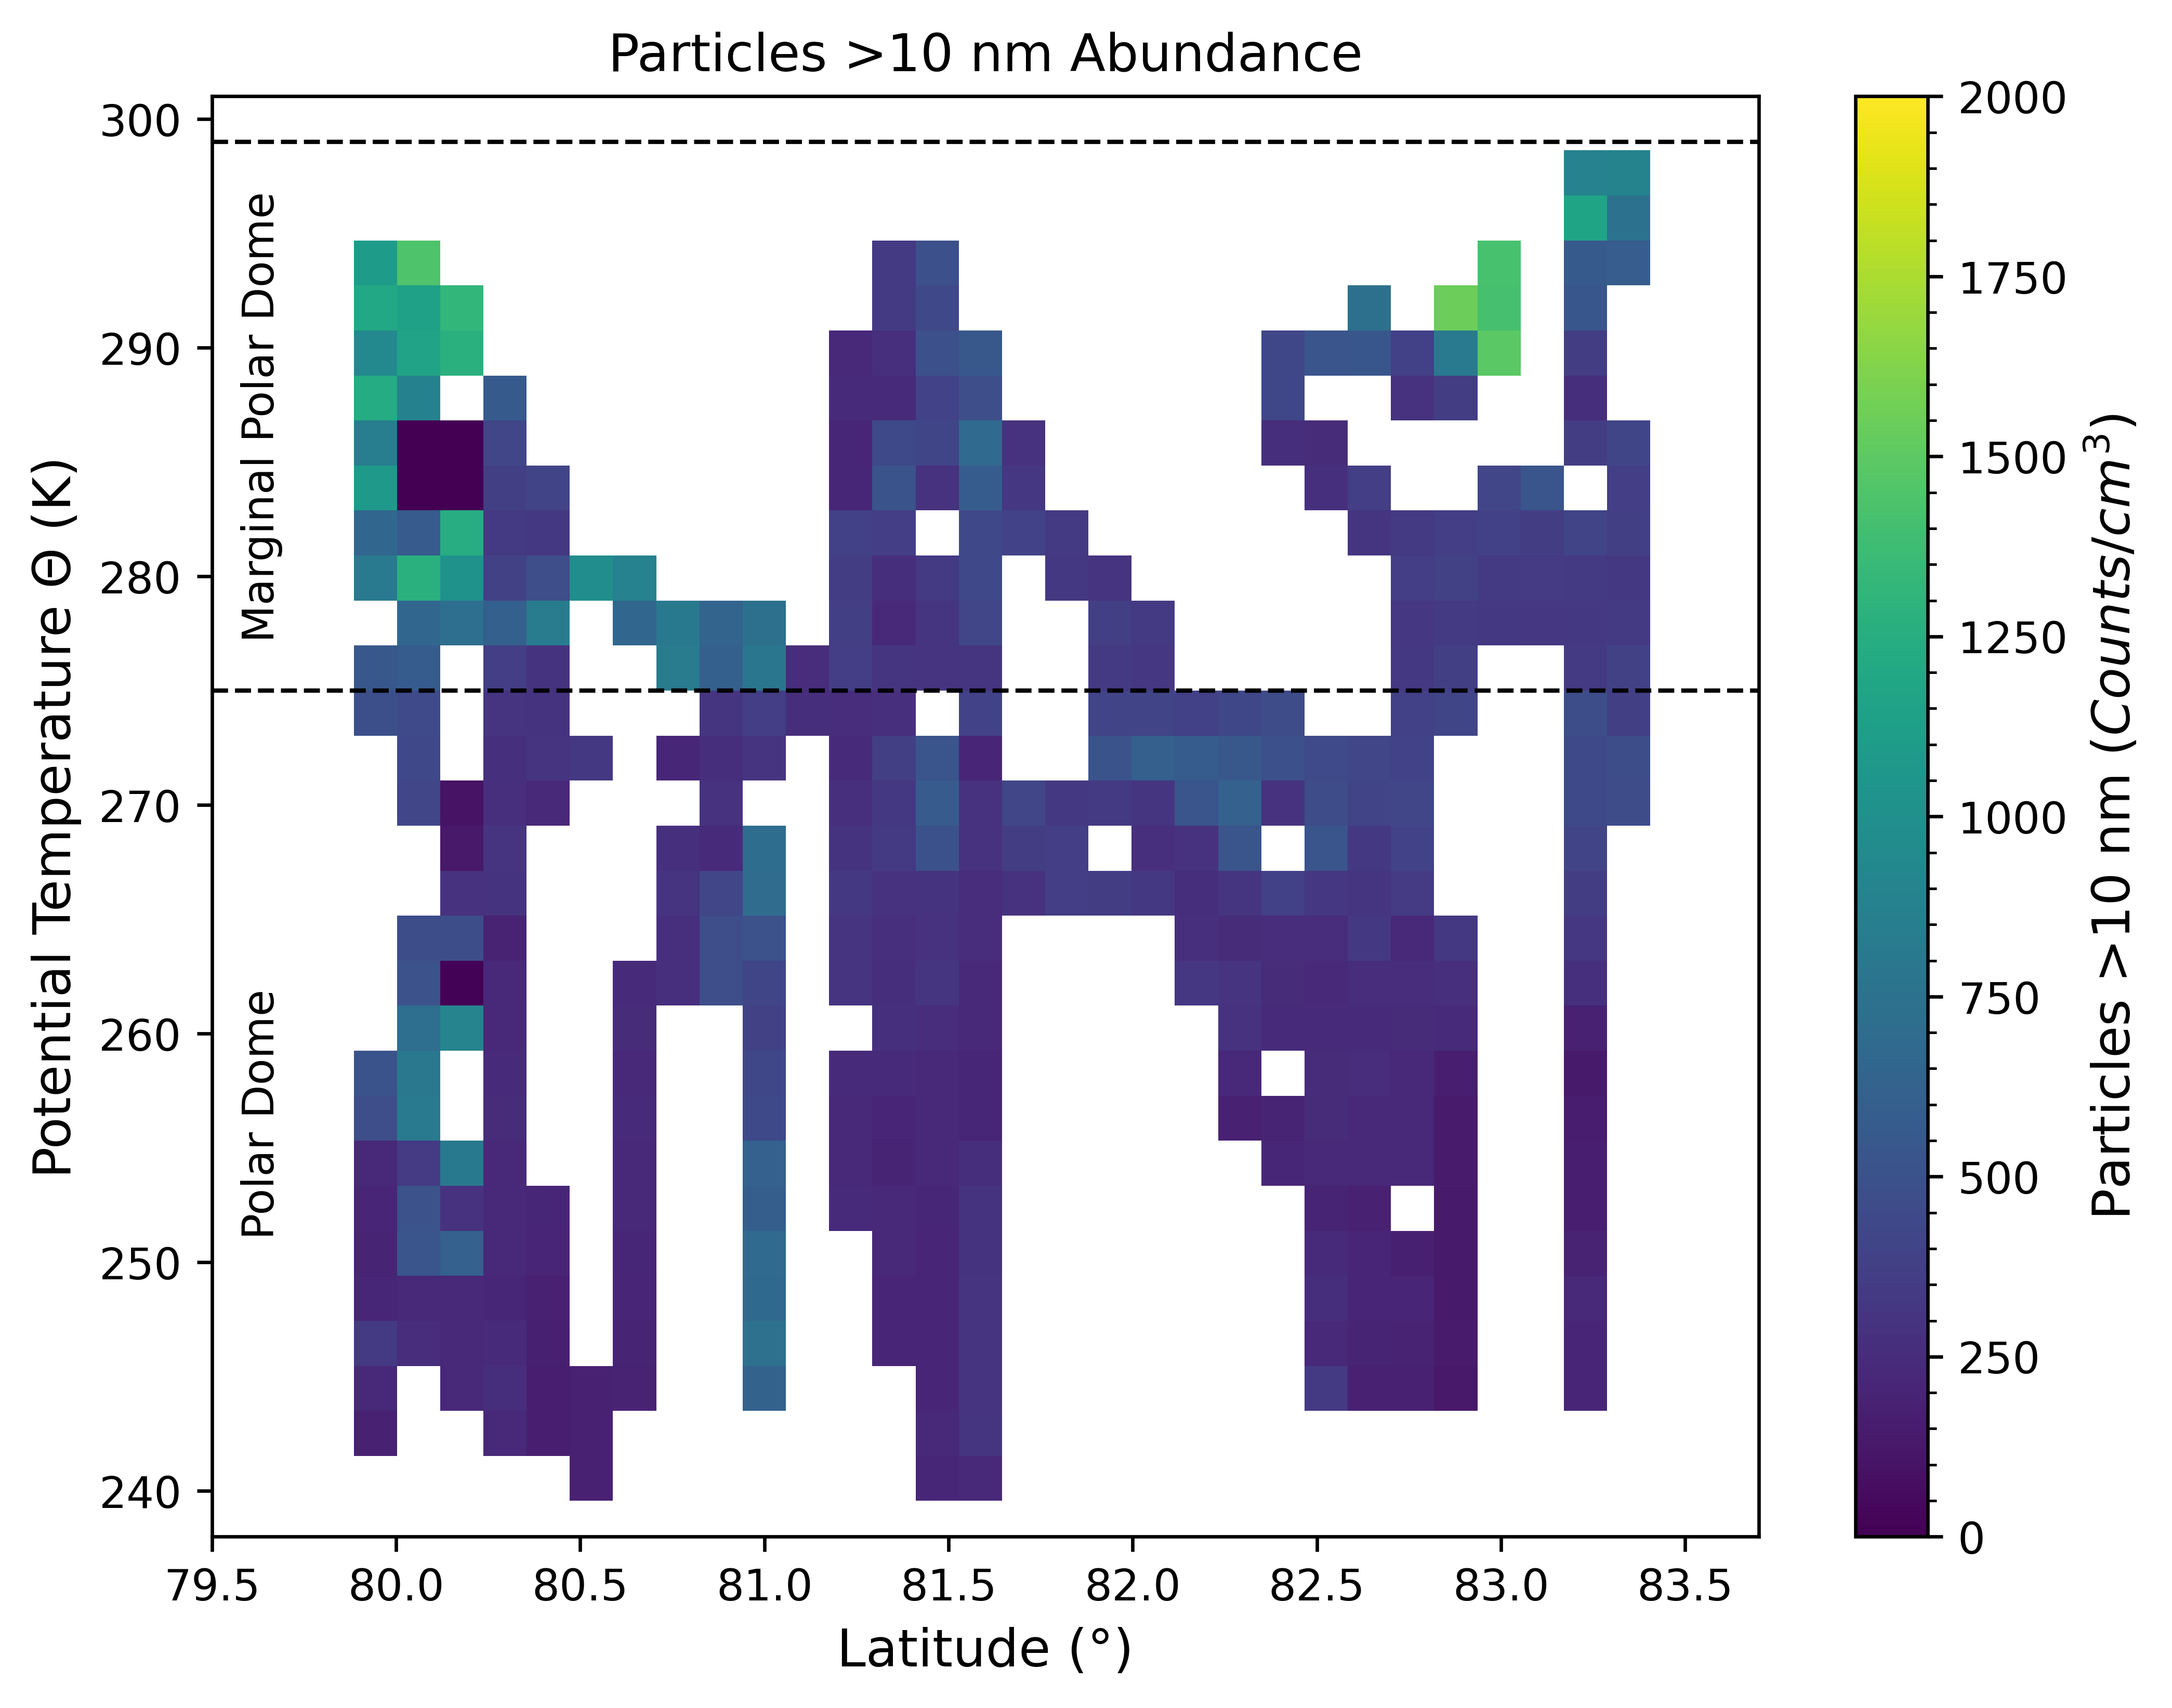 Particles >10 nm Abundance
300
290
280
270
260
250
240
Potential Temperature Θ (K)
Marginal Polar Dome
Polar Dome
79.5 80.0 80.5 81.0 81.5 82.0 82.5 83.0 83.5
Latitude (°)
2000
1750
1500
1250
1000
750
500
250
0
Particles >10 nm (Counts/cm³)